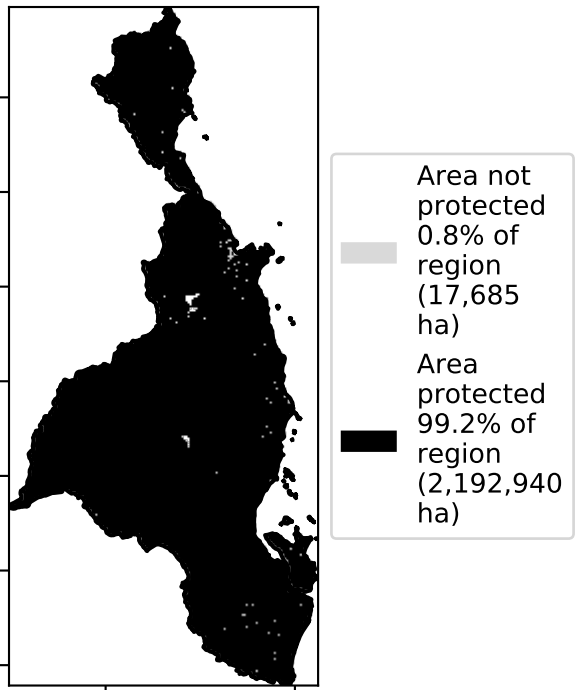 Area not
protected
0.8% of
region
(17,685
ha)
Area
protected
99.2% of
region
(2,192,940
ha)